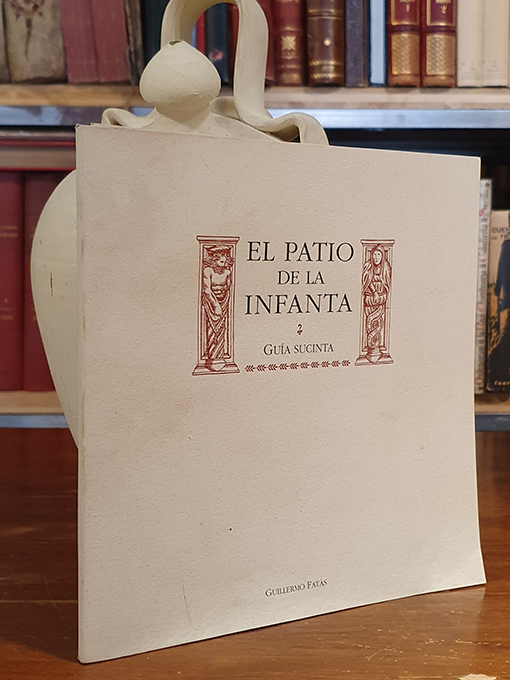 EL PATIO
DE LA
INFANTA
GUÍA SUCINTA
GUILLERMO FATÁS